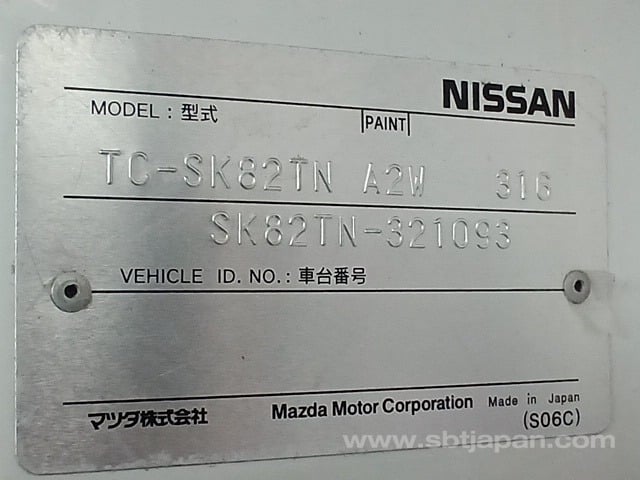 NISSAN
MODEL : 型式 PAINT
TC-SK82TN A2W 316
SK82TN-321093
VEHICLE ID. NO. : 車台番号
マツダ株式会社 Mazda Motor Corporation Made in Japan
(S06C)
www.sbtjapan.com